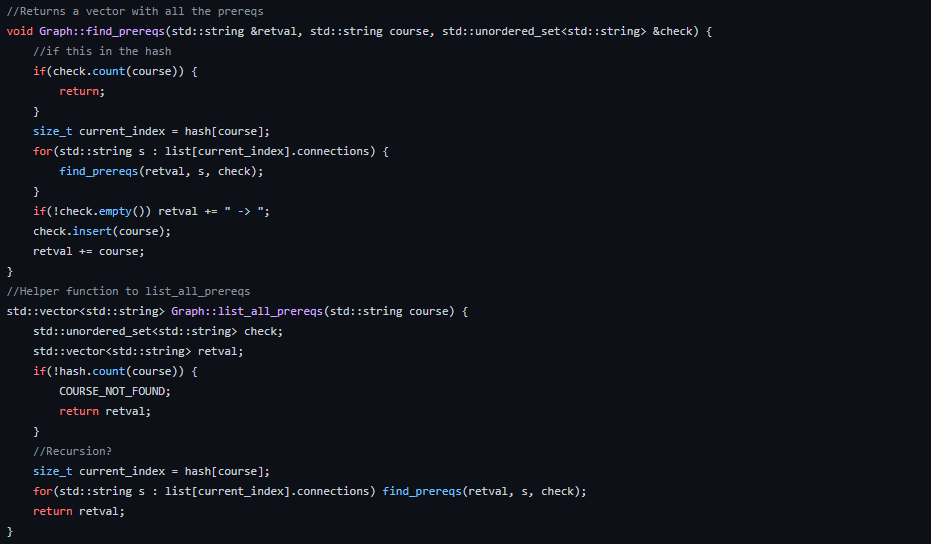 //Returns a vector with all the prereqs
void Graph::find_prereqs(std::string &retval, std::string course, std::unordered_set<std::string> &check) {
    //if this in the hash
    if(check.count(course)) {
        return;
    }
    size_t current_index = hash[course];
    for(std::string s : list[current_index].connections) {
        find_prereqs(retval, s, check);
    }
    if(!check.empty()) retval += " -> ";
    check.insert(course);
    retval += course;
}
//Helper function to list_all_prereqs
std::vector<std::string> Graph::list_all_prereqs(std::string course) {
    std::unordered_set<std::string> check;
    std::vector<std::string> retval;
    if(!hash.count(course)) {
        COURSE_NOT_FOUND;
        return retval;
    }
    //Recursion?
    size_t current_index = hash[course];
    for(std::string s : list[current_index].connections) find_prereqs(retval, s, check);
    return retval;
}